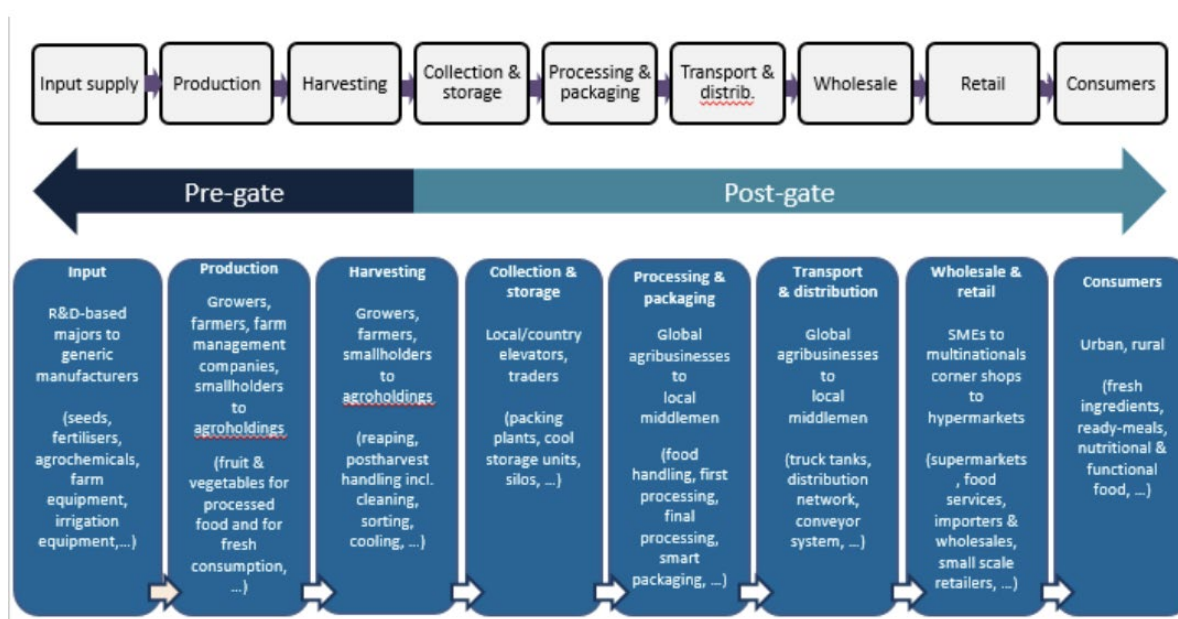 Input supply
Production
Harvesting
Collection &
storage
Processing &
packaging
Transport &
distrib.
Wholesale
Retail
Consumers
Pre-gate
Post-gate
Input
R&D-based
majors to
generic
manufacturers
(seeds,
fertilisers,
agrochemicals,
farm
equipment,
irrigation
equipment,...)
Production
Growers,
farmers, farm
management
companies,
smallholders
to
agroholdings
(fruit &
vegetables for
processed
food and for
fresh
consumption,
...)
Harvesting
Growers,
farmers,
smallholders
to
agroholdings
(reaping,
postharvest
handling incl.
cleaning,
sorting,
cooling, ...)
Collection &
storage
Local/country
elevators,
traders
(packing
plants, cool
storage units,
silos, ...)
Processing &
packaging
Global
agribusinesses
to
local
middlemen
(food
handling, first
processing,
final
processing,
smart
packaging, ...)
Transport
& distribution
Global
agribusinesses
to
local
middlemen
(truck tanks,
distribution
network,
conveyor
system, ...)
Wholesale &
retail
SMEs to
multinationals
corner shops
to
hypermarkets
(supermarkets
, food
services,
importers &
wholesales,
small scale
retailers, ...)
Consumers
Urban, rural
(fresh
ingredients,
ready-meals,
nutritional &
functional
food, ...)